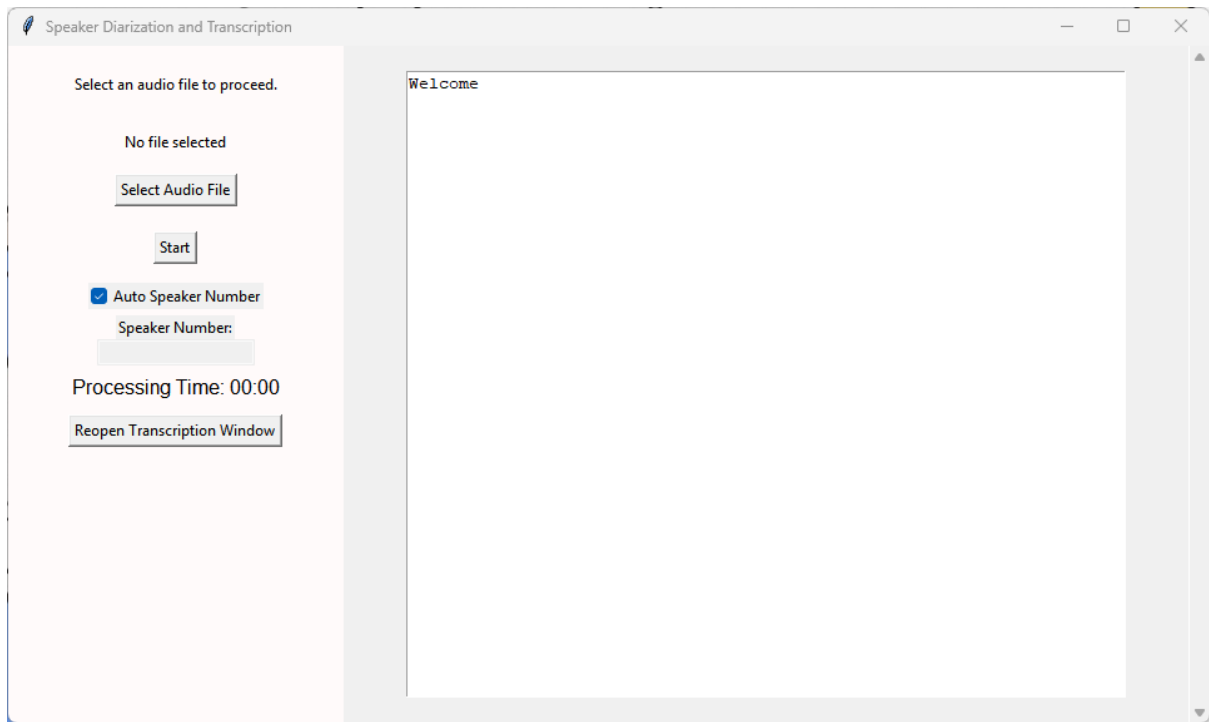 Speaker Diarization and Transcription
Select an audio file to proceed.
No file selected
Select Audio File
Start
Auto Speaker Number
Speaker Number:
Processing Time: 00:00
Reopen Transcription Window
Welcome